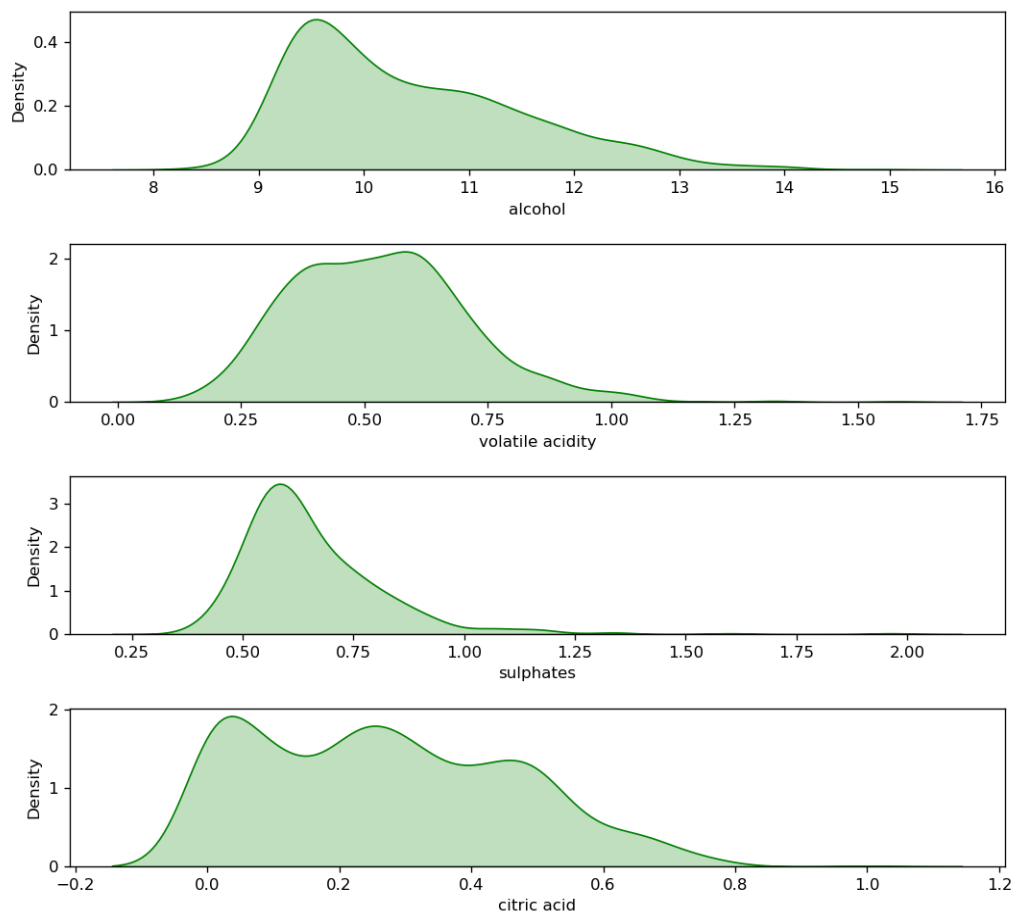 Density
0.4
0.2
0.0
8 9 10 11 12 13 14 15 16
alcohol
Density
2
1
0
0.00 0.25 0.50 0.75 1.00 1.25 1.50 1.75
volatile acidity
Density
3
2
1
0
0.25 0.50 0.75 1.00 1.25 1.50 1.75 2.00
sulphates
Density
2
1
0
−0.2 0.0 0.2 0.4 0.6 0.8 1.0 1.2
citric acid